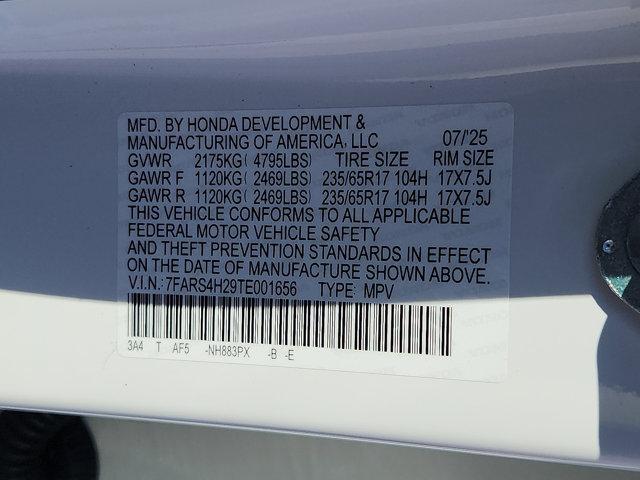 MFD. BY HONDA DEVELOPMENT &
MANUFACTURING OF AMERICA, LLC 07/'25
GVWR 2175KG( 4795LBS) TIRE SIZE RIM SIZE
GAWR F 1120KG( 2469LBS) 235/65R17 104H 17X7.5J
GAWR R 1120KG( 2469LBS) 235/65R17 104H 17X7.5J
THIS VEHICLE CONFORMS TO ALL APPLICABLE
FEDERAL MOTOR VEHICLE SAFETY
AND THEFT PREVENTION STANDARDS IN EFFECT
ON THE DATE OF MANUFACTURE SHOWN ABOVE.
V.I.N.: 7FARS4H29TE001656 TYPE: MPV
3A4 T AF5 -NH883PX -B -E